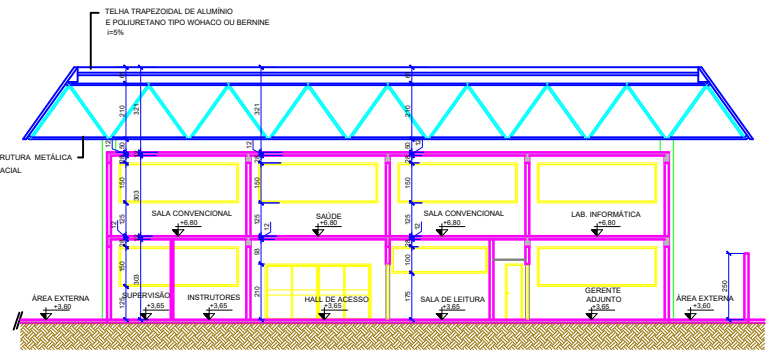 TELHA TRAPEZOIDAL DE ALUMÍNIO
E POLIURETANO TIPO WOHACO OU BERNINE
i=5%
210
321
321
210
RUTURA METÁLICA
ACIAL
12
60
12
60
150
303
150
150
SALA CONVENCIONAL
+6,80
SAÚDE
+6,80
SALA CONVENCIONAL
+6,80
LAB. INFORMÁTICA
+6,80
125
125
125
12
12
12
150
303
93
100
210
175
125
250
ÁREA EXTERNA
+3,60
SUPERVISÃO
+3,65
INSTRUTORES
+3,65
HALL DE ACESSO
+3,65
SALA DE LEITURA
+3,65
GERENTE
ADJUNTO
+3,65
ÁREA EXTERNA
+3,60